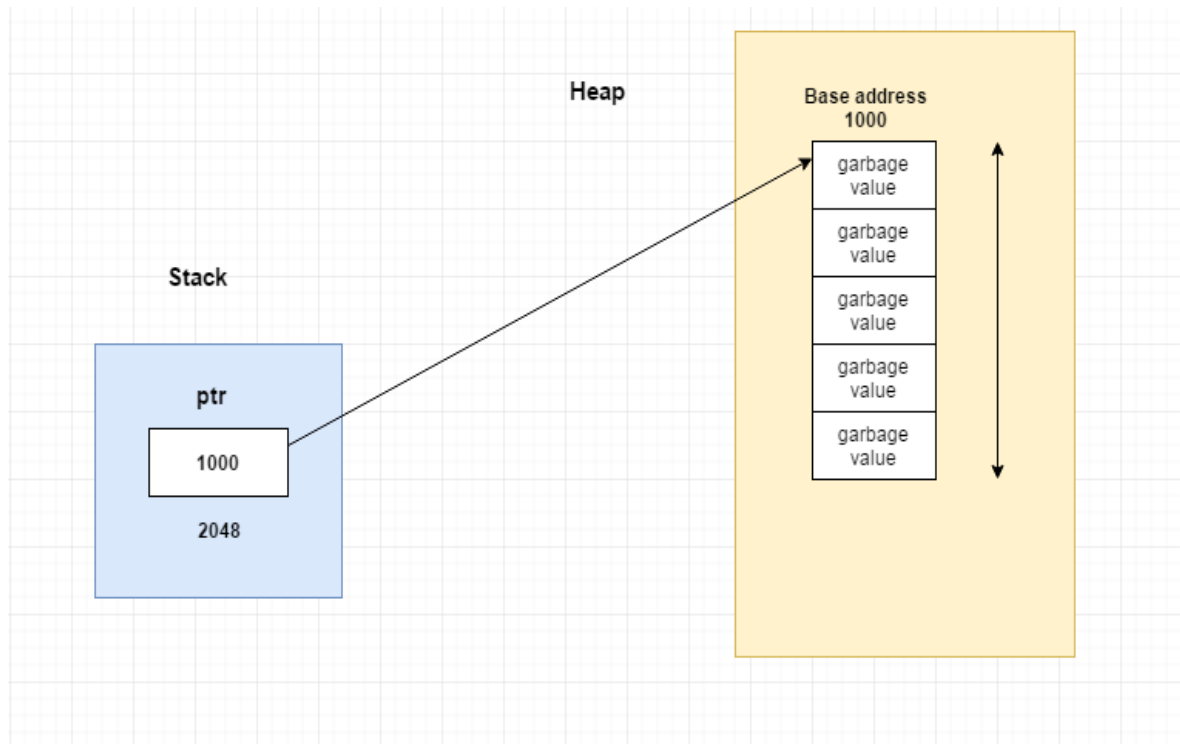 Heap
Base address
1000
garbage
value
garbage
value
garbage
value
garbage
value
garbage
value
Stack
ptr
1000
2048